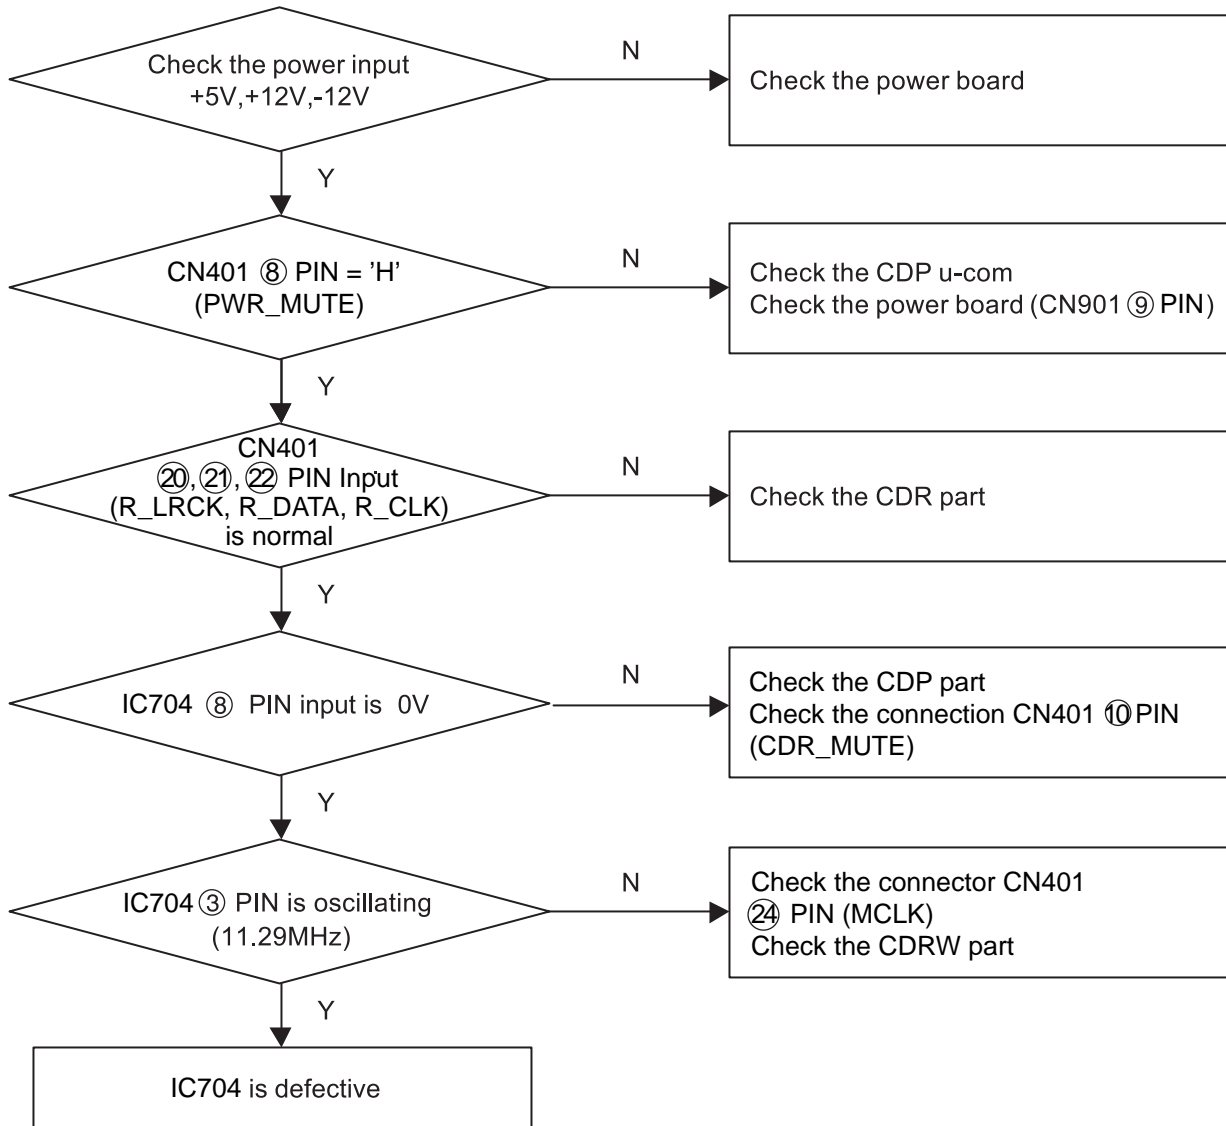 Check the power input
+5V,+12V,-12V
N
Check the power board
Y
CN401 ⑧ PIN = 'H'
(PWR_MUTE)
N
Check the CDP u-com
Check the power board (CN901 ⑨ PIN)
Y
CN401
⑳, ㉑, ㉒ PIN Input
(R_LRCK, R_DATA, R_CLK)
is normal
N
Check the CDR part
Y
IC704 ⑧ PIN input is 0V
N
Check the CDP part
Check the connection CN401 ⑩ PIN
(CDR_MUTE)
Y
IC704 ③ PIN is oscillating
(11.29MHz)
N
Check the connector CN401
㉔ PIN (MCLK)
Check the CDRW part
Y
IC704 is defective